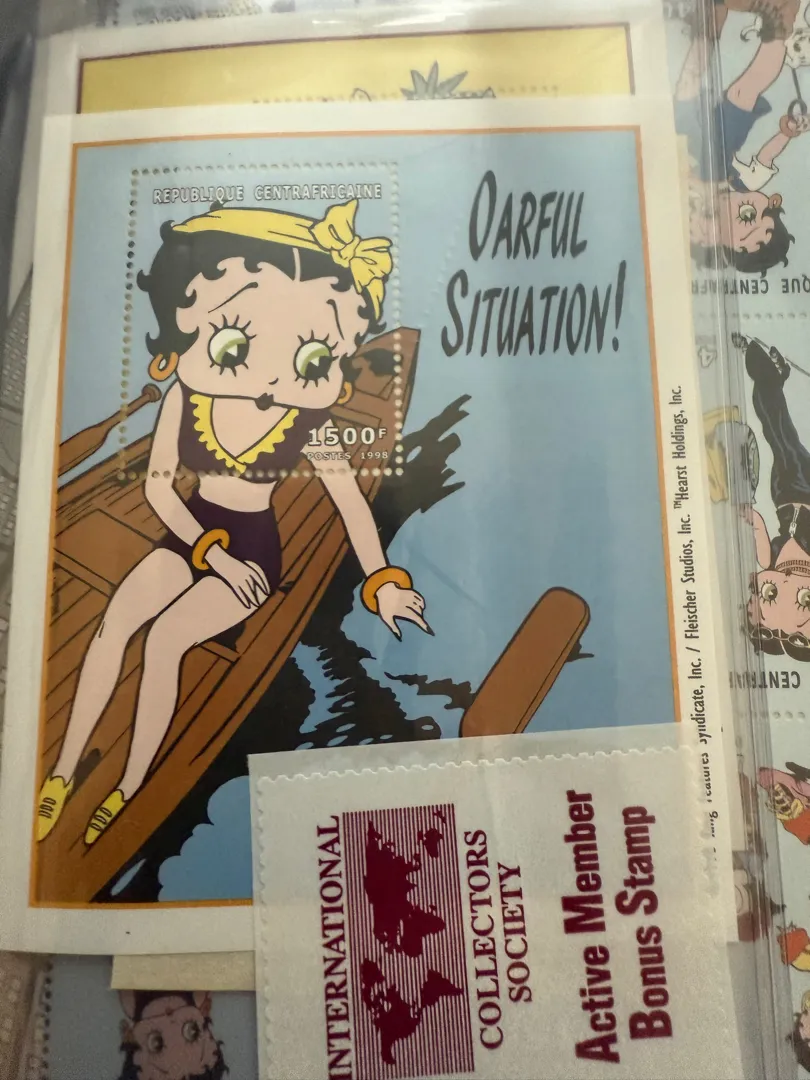 REPUBLIQUE CENTRAFRICAINE
OARFUL
SITUATION!
1500F
POSTES 1998
Features Syndicate, Inc. / Fleischer Studios, Inc. ™Hearst Holdings, Inc.
INTERNATIONAL
COLLECTORS
SOCIETY
Active Member
Bonus Stamp